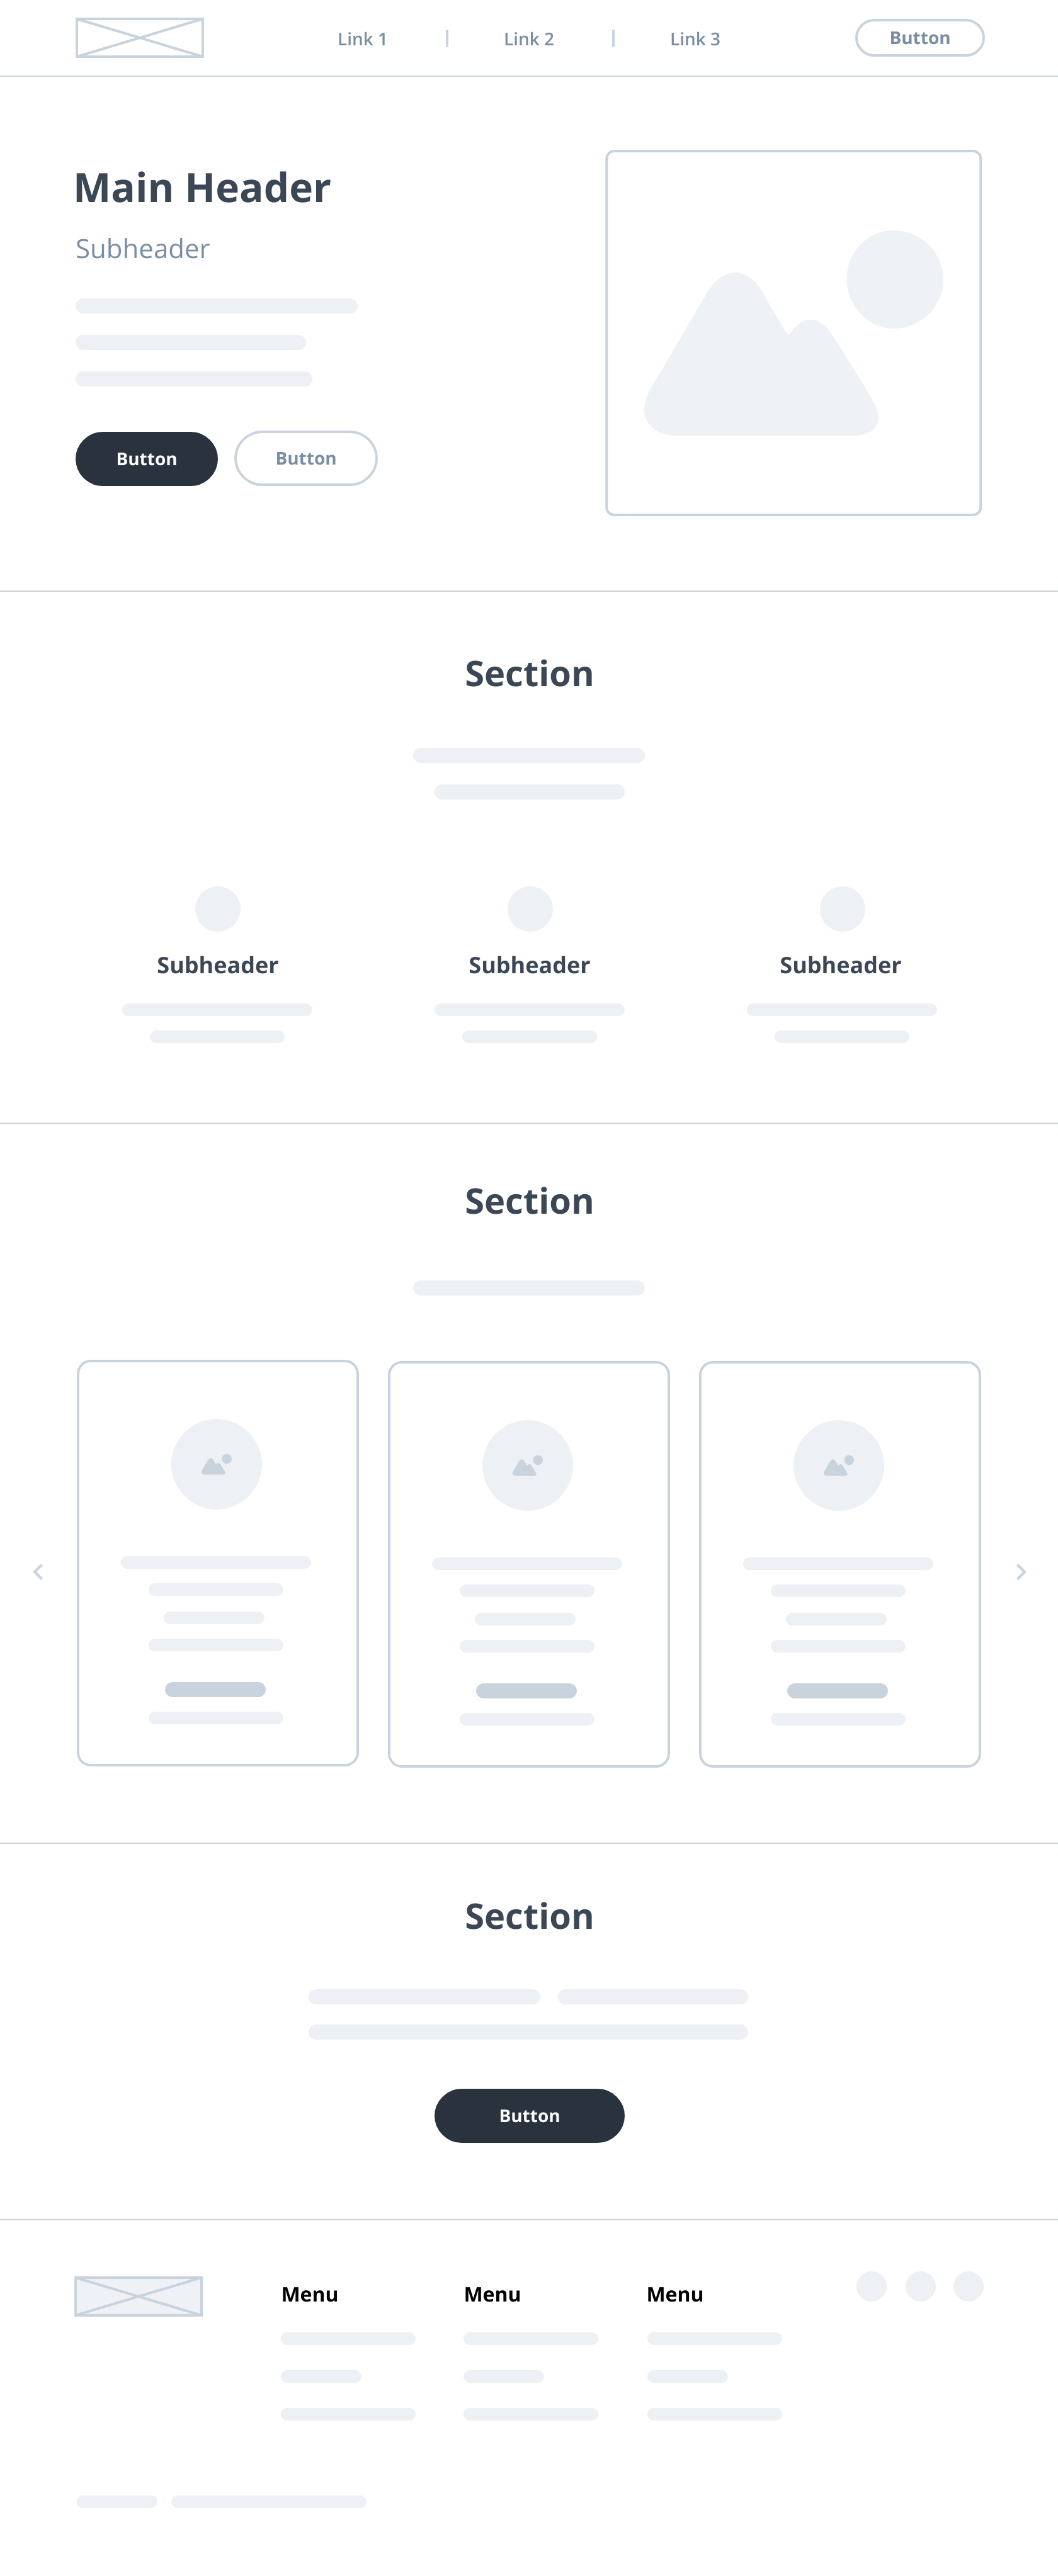 Link 1
Link 2
Link 3
Button
Main Header
Subheader
Button
Button
Section
Subheader
Subheader
Subheader
Section
Section
Button
Menu
Menu
Menu